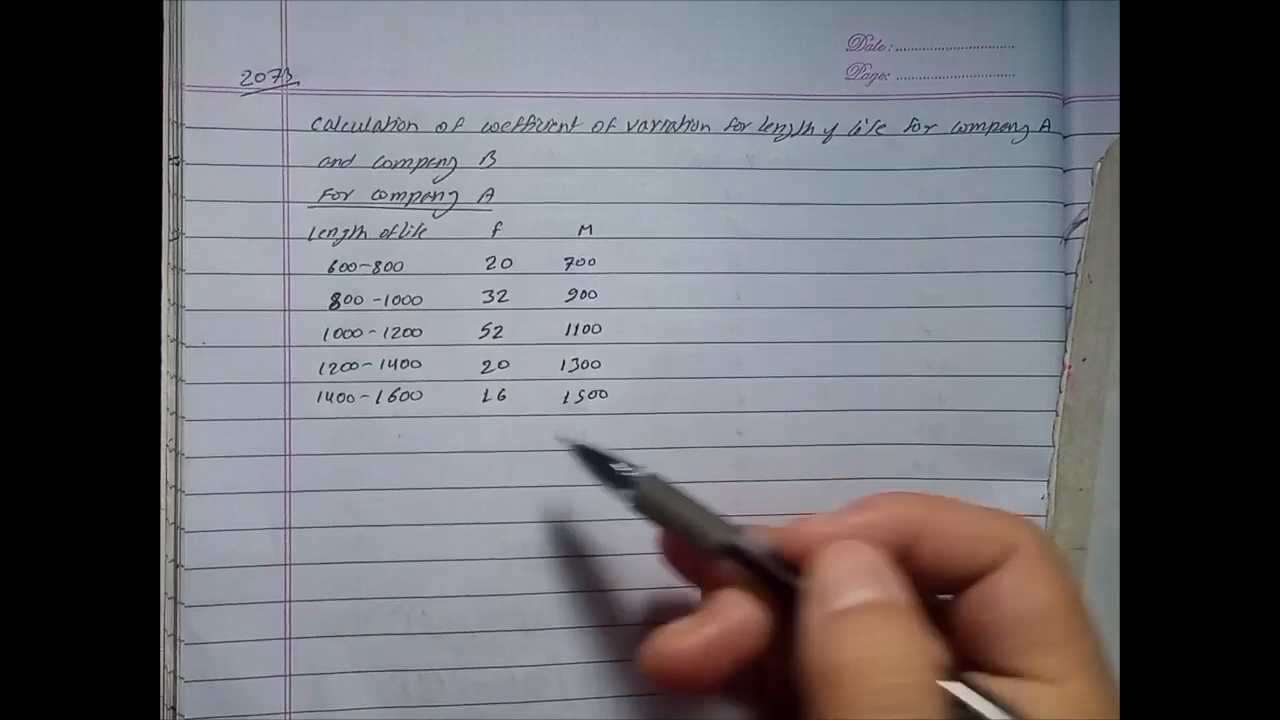 Date: ..............................
Page: ..............................
2073
calculation of coefficient of variation for length of life for company A
and company B
For company A
Length of life f M
600-800 20 700
800-1000 32 900
1000-1200 52 1100
1200-1400 20 1300
1400-1600 16 1500